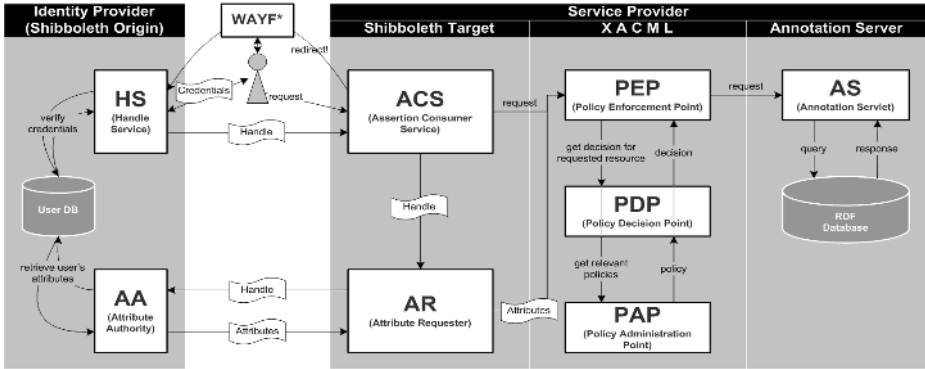 Identity Provider
(Shibboleth Origin)
WAYF*
Service Provider
Shibboleth Target
X A C M L
Annotation Server
redirect!
Credentials
request
HS
(Handle
Service)
verify
credentials
Handle
ACS
(Assertion Consumer
Service)
request
PEP
(Policy Enforcement Point)
request
AS
(Annotation Servlet)
get decision for
requested resource
decision
query
response
User DB
Handle
PDP
(Policy Decision Point)
RDF
Database
retrieve user's
attributes
get relevant
policies
policy
AA
(Attribute
Authority)
Handle
Attributes
AR
(Attribute Requester)
Attributes
PAP
(Policy Administration
Point)